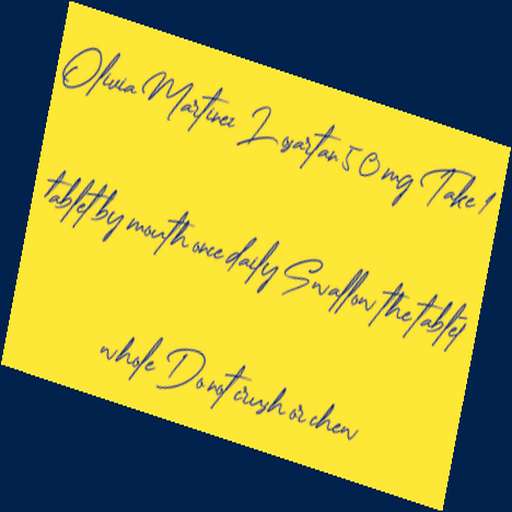 Olivia Martinez Losartan 50 mg Take 1
tablet by mouth once daily Swallow the tablet
whole Do not crush or chew